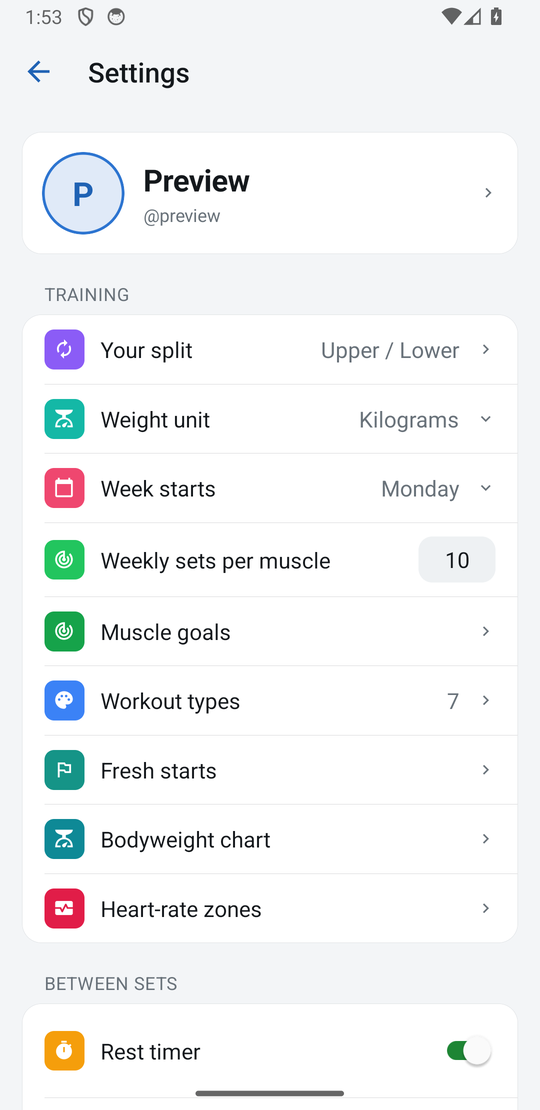 1:53
Settings
P
Preview
@preview
TRAINING
Your split Upper / Lower
Weight unit Kilograms
Week starts Monday
Weekly sets per muscle 10
Muscle goals
Workout types 7
Fresh starts
Bodyweight chart
Heart-rate zones
BETWEEN SETS
Rest timer